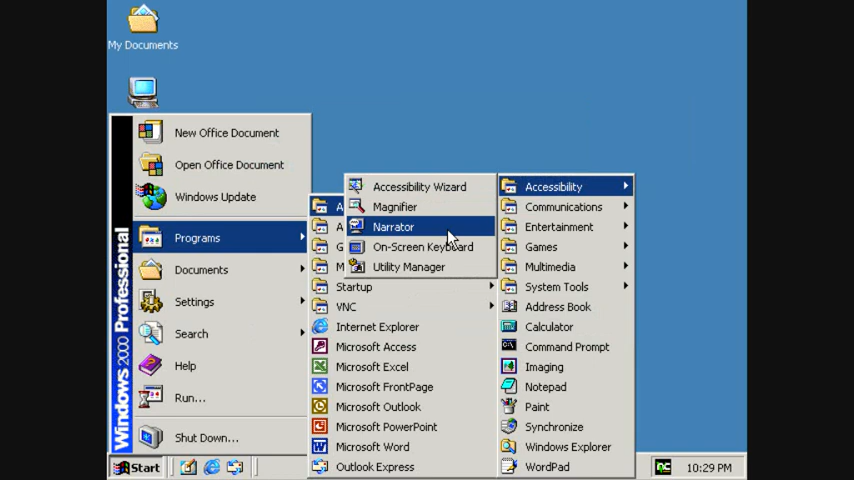 My Documents
New Office Document
Open Office Document
Windows Update
Programs
Documents
Settings
Search
Help
Run...
Shut Down...
Windows 2000 Professional
Accessibility Wizard
Magnifier
Narrator
On-Screen Keyboard
Utility Manager
A
A
G
M
Startup
VNC
Internet Explorer
Microsoft Access
Microsoft Excel
Microsoft FrontPage
Microsoft Outlook
Microsoft PowerPoint
Microsoft Word
Outlook Express
Accessibility
Communications
Entertainment
Games
Multimedia
System Tools
Address Book
Calculator
Command Prompt
Imaging
Notepad
Paint
Synchronize
Windows Explorer
WordPad
Start
10:29 PM